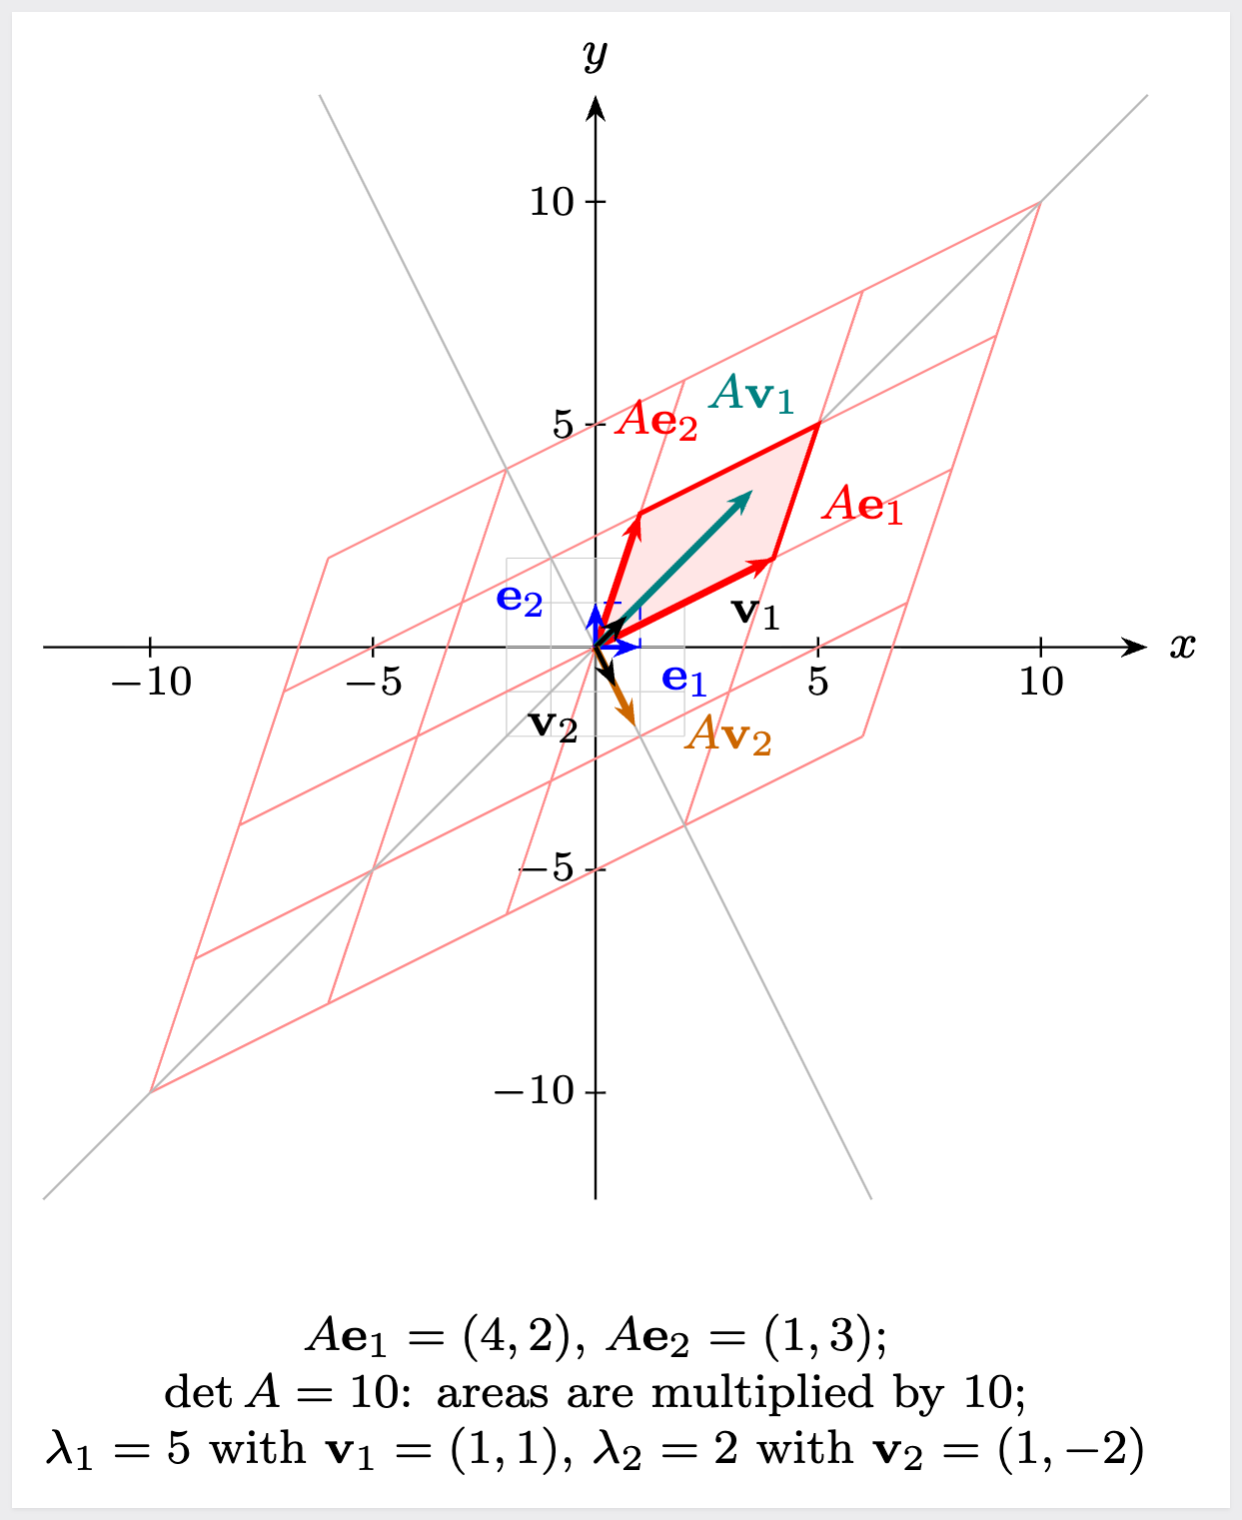 y
10
Av₁
5
Ae₂
Ae₁
e₂
v₁
x
−10
−5
5
10
e₁
v₂
Av₂
−5
−10
Ae₁ = (4, 2), Ae₂ = (1, 3);
det A = 10: areas are multiplied by 10;
λ₁ = 5 with v₁ = (1, 1), λ₂ = 2 with v₂ = (1, −2)